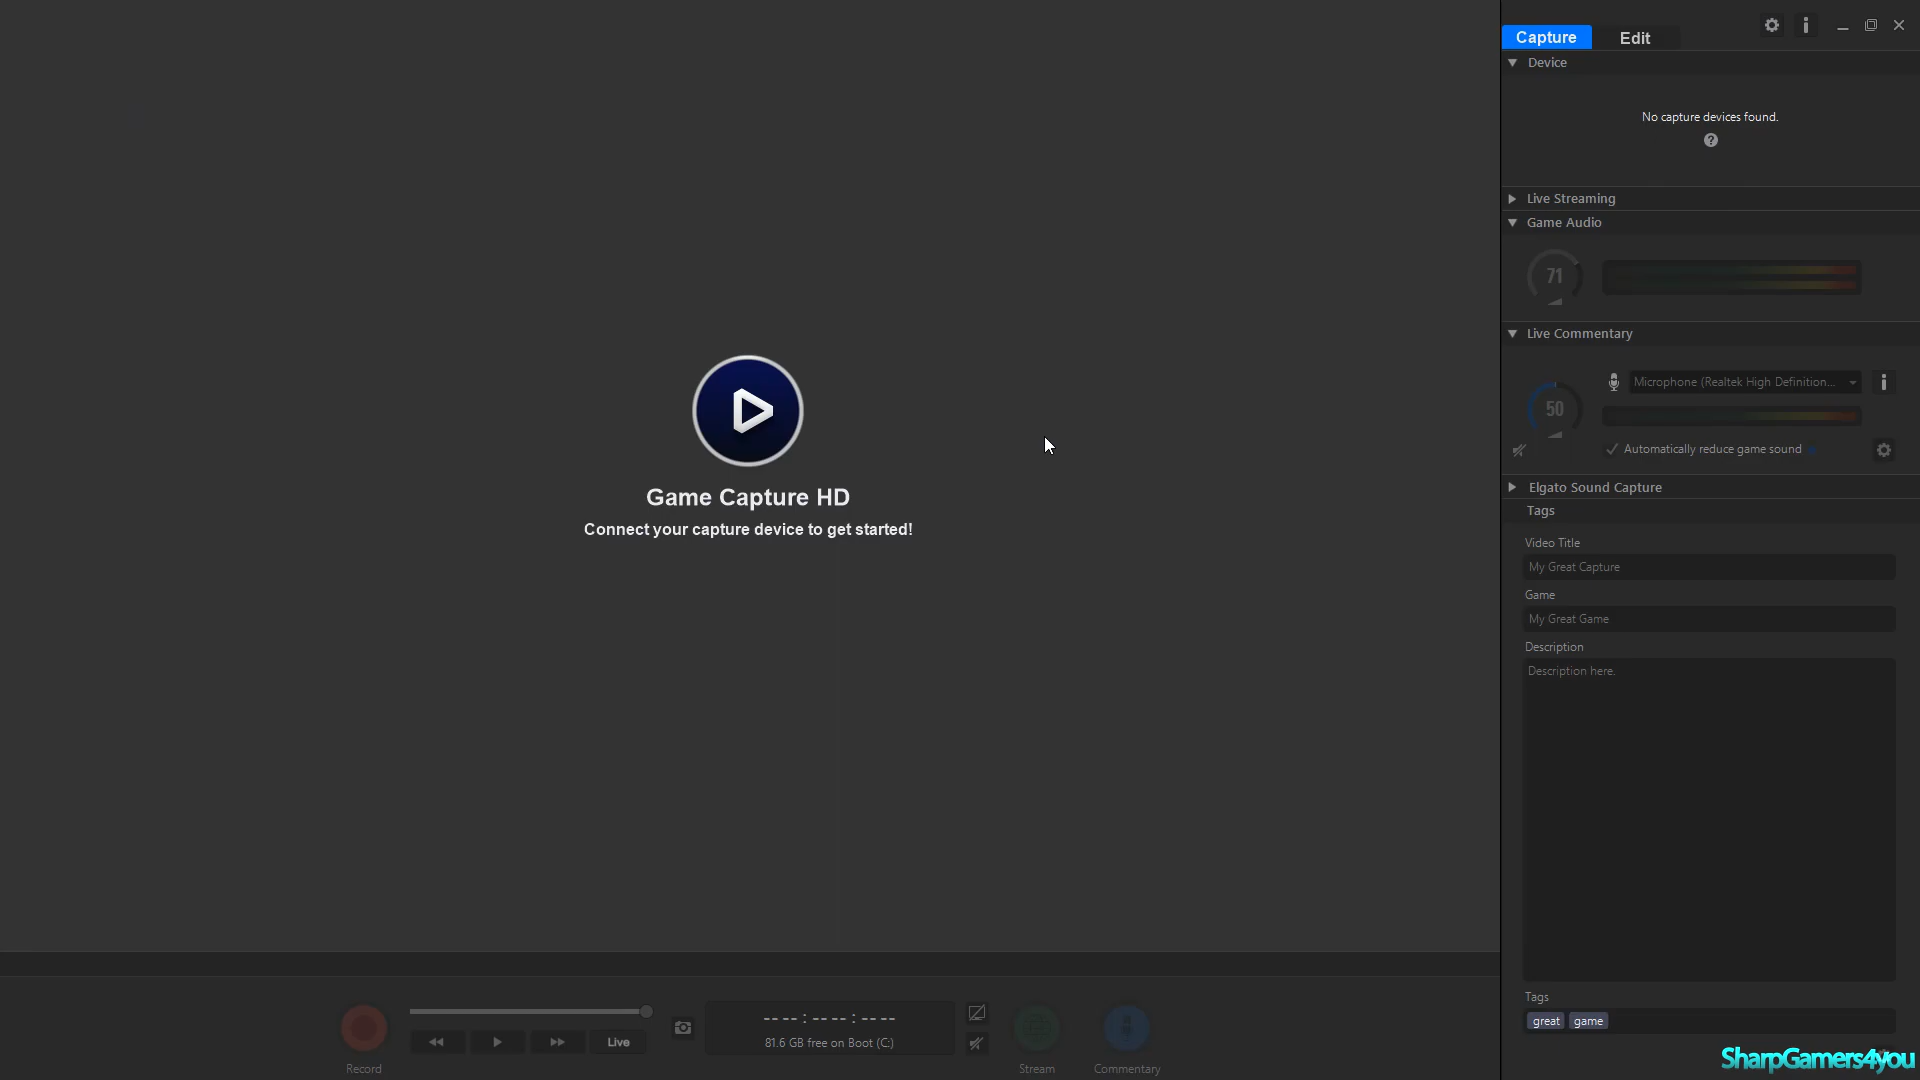 Capture
Edit
Device
No capture devices found.
Live Streaming
Game Audio
71
Live Commentary
Microphone (Realtek High Definition...
50
Automatically reduce game sound
Game Capture HD
Connect your capture device to get started!
Elgato Sound Capture
Tags
Video Title
My Great Capture
Game
My Great Game
Description
Description here.
Tags
great game
-- -- : -- -- : -- --
Live
81.6 GB free on Boot (C:)
Record
Stream
Commentary
SharpGamers4you